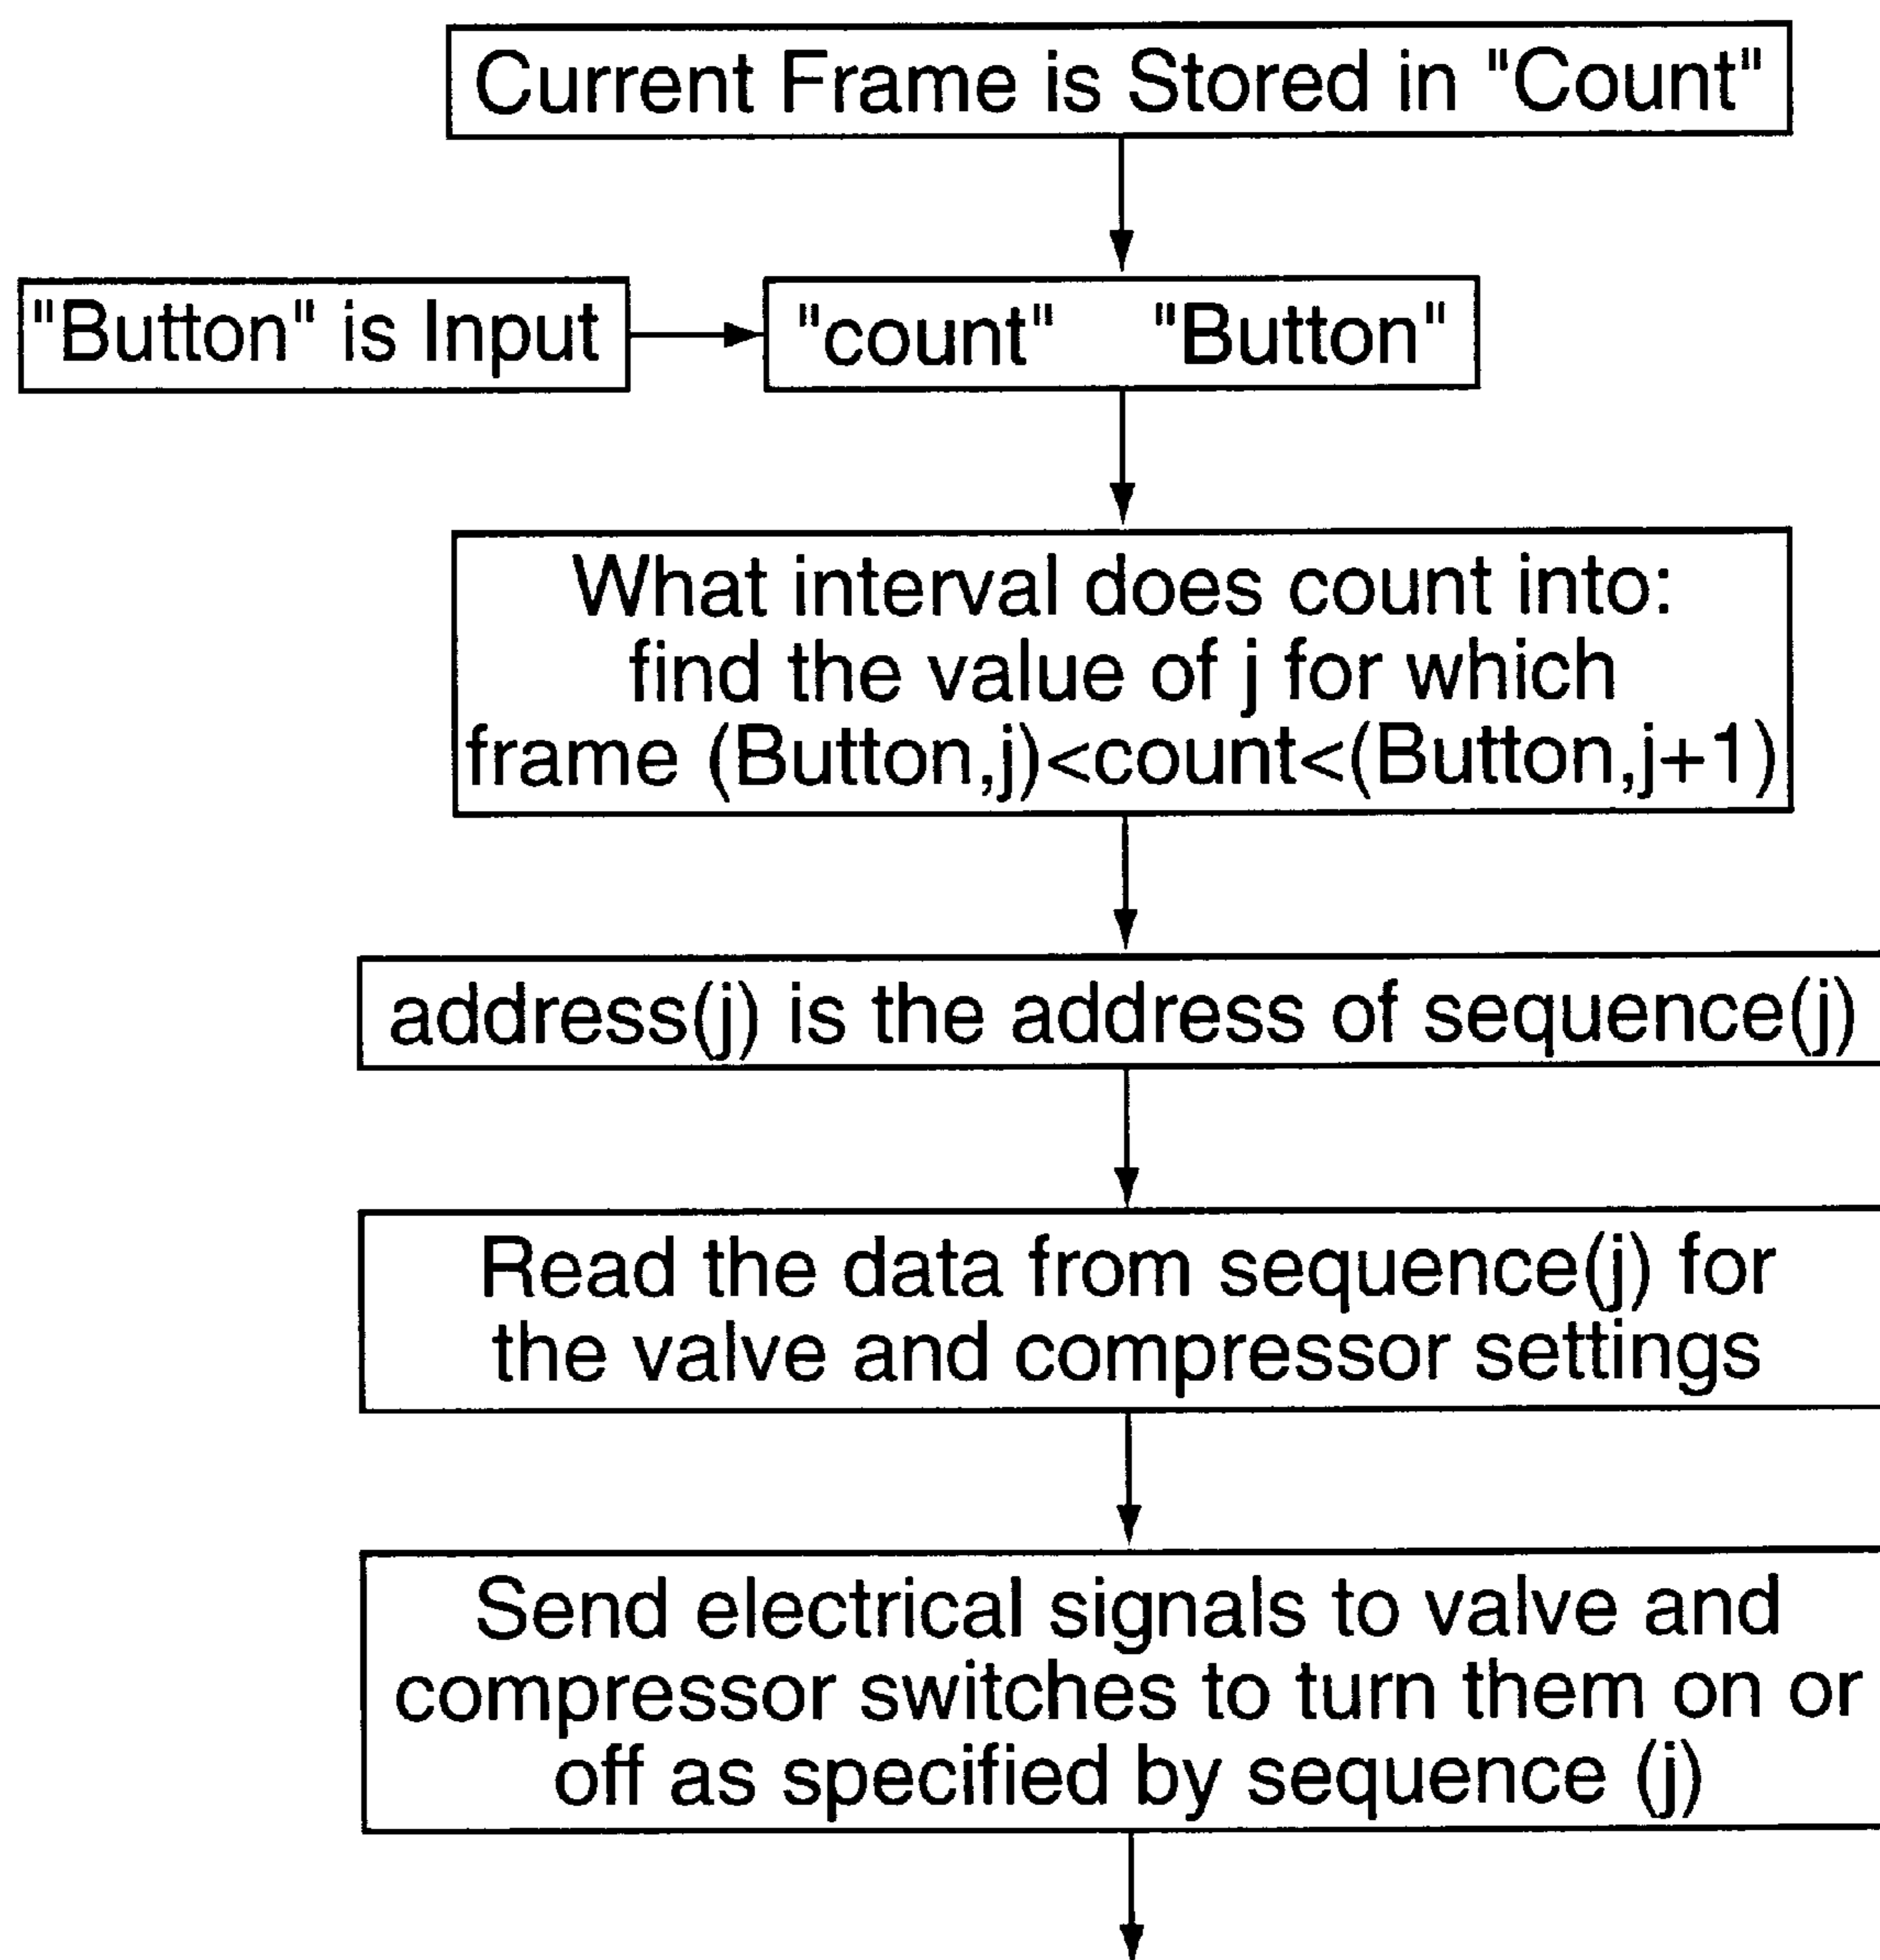 Current Frame is Stored in "Count"
"Button" is Input
"count" "Button"
What interval does count into:
find the value of j for which
frame (Button,j)<count<(Button,j+1)
address(j) is the address of sequence(j)
Read the data from sequence(j) for
the valve and compressor settings
Send electrical signals to valve and
compressor switches to turn them on or
off as specified by sequence (j)